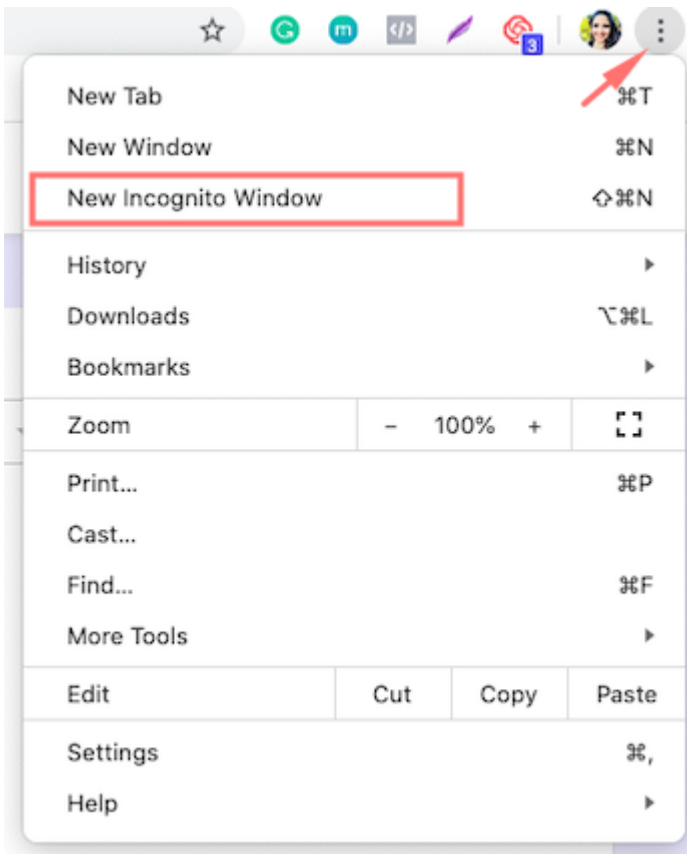 G m </> 3
New Tab ⌘T
New Window ⌘N
New Incognito Window ⇧⌘N
History
Downloads ⌥⌘L
Bookmarks
Zoom - 100% +
Print... ⌘P
Cast...
Find... ⌘F
More Tools
Edit Cut Copy Paste
Settings ⌘,
Help